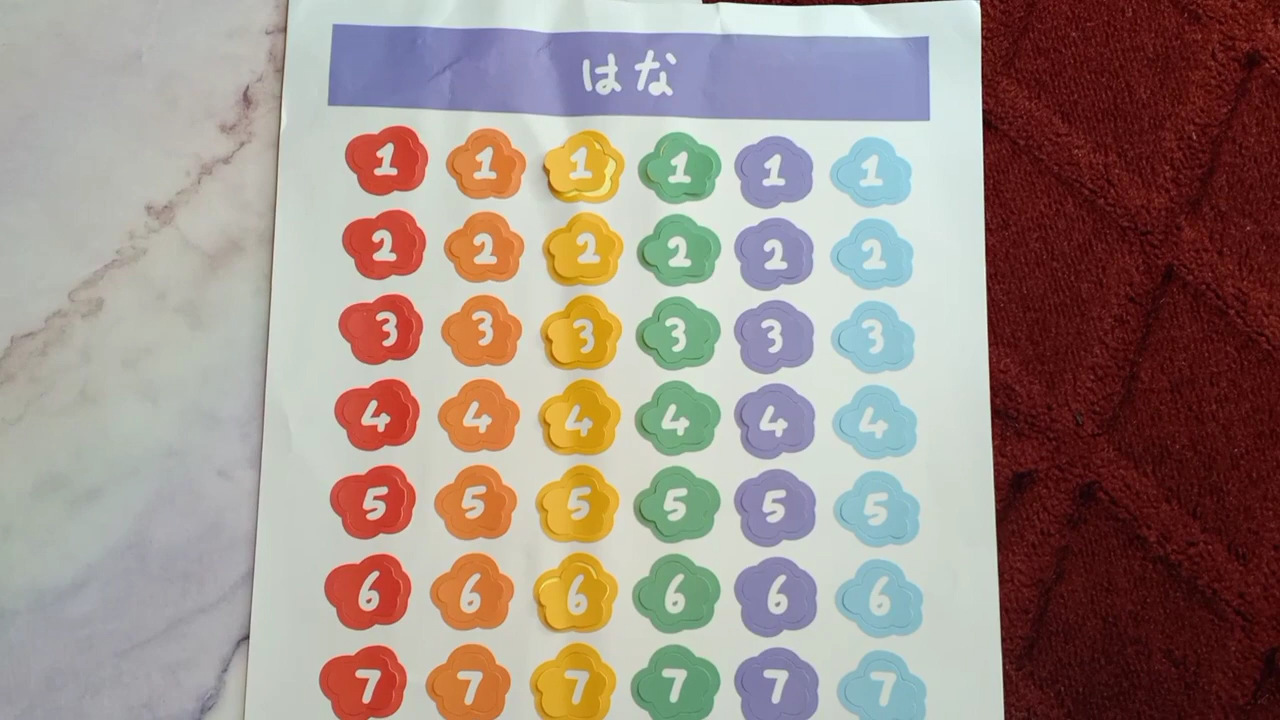 はな
1 1 1 1 1 1
2 2 2 2 2 2
3 3 3 3 3 3
4 4 4 4 4 4
5 5 5 5 5 5
6 6 6 6 6 6
7 7 7 7 7 7